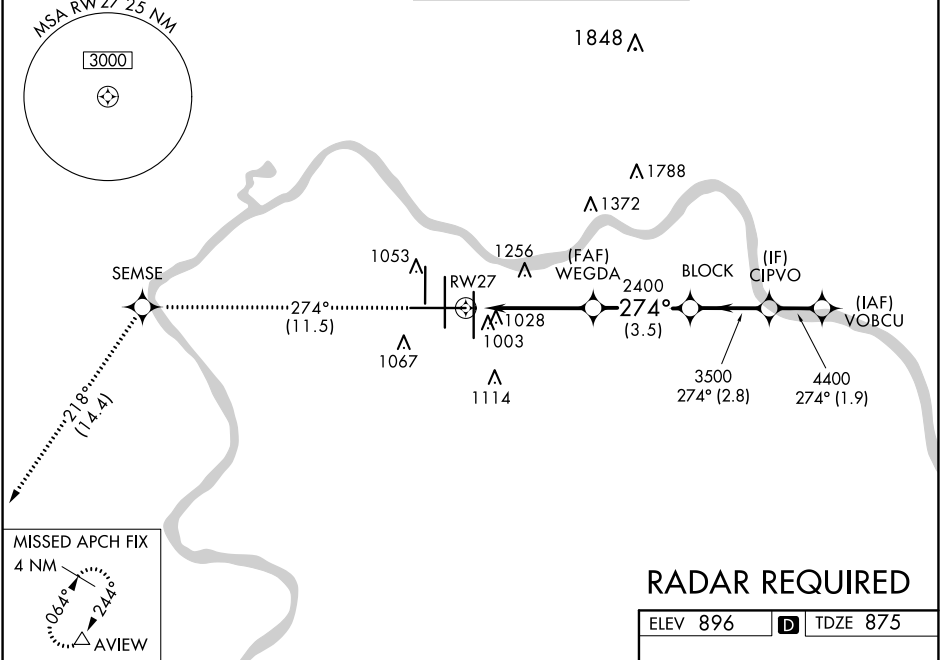 MSA RW27 25 NM
3000
1848
1788
1372
1053
1256
(FAF)
WEGDA
2400
274°
(3.5)
BLOCK
(IF)
CIPVO
(IAF)
VOBCU
SEMSE
274°
(11.5)
RW27
1028
1003
1067
1114
3500
274° (2.8)
4400
274° (1.9)
218°
(14.4)
MISSED APCH FIX
4 NM
064°
244°
AVIEW
RADAR REQUIRED
ELEV 896 D TDZE 875